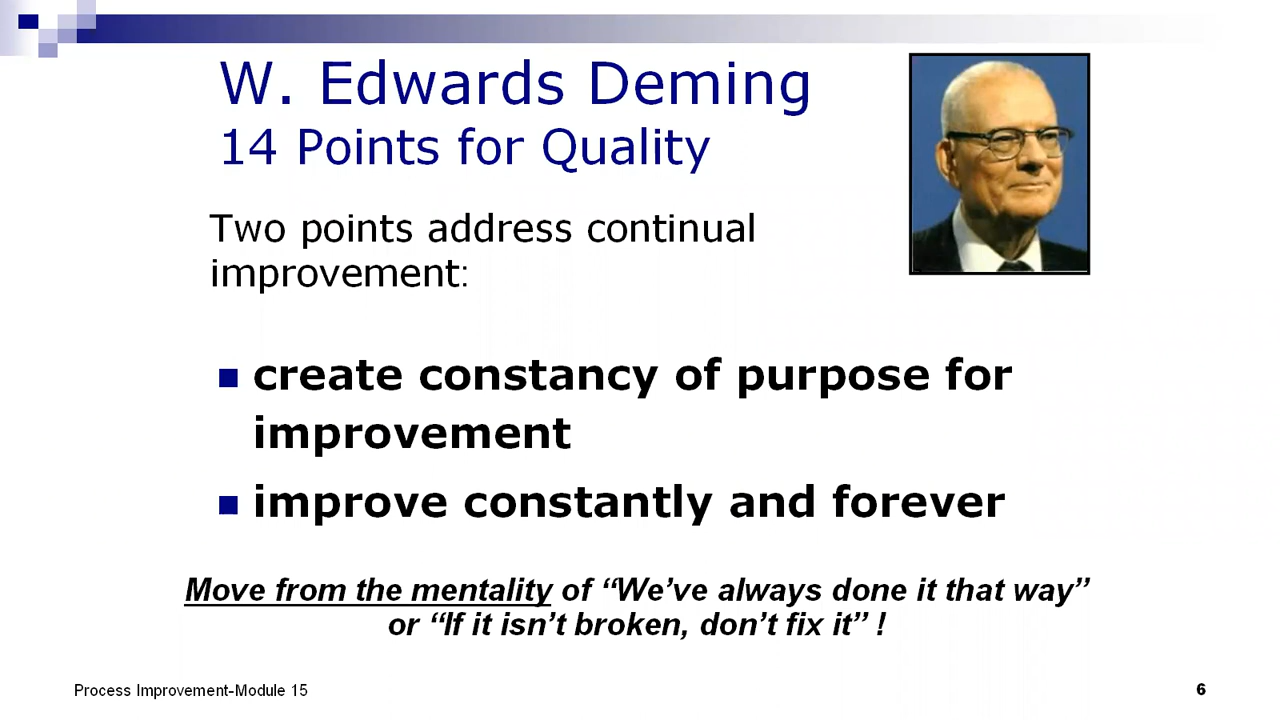 W. Edwards Deming
14 Points for Quality
Two points address continual
improvement:
create constancy of purpose for
improvement
improve constantly and forever
Move from the mentality of “We’ve always done it that way”
or “If it isn’t broken, don’t fix it” !
Process Improvement-Module 15
6